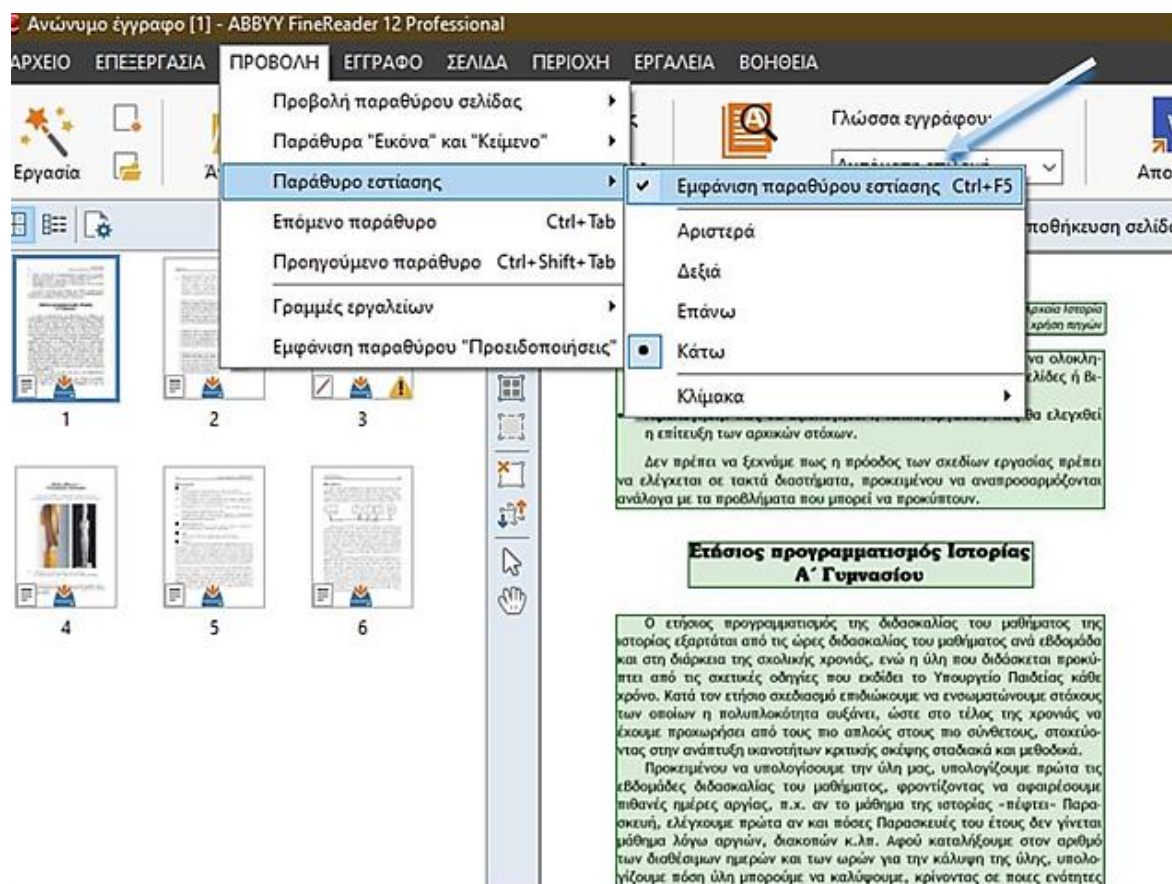 Ανώνυμο έγγραφο [1] - ABBYY FineReader 12 Professional
ΑΡΧΕΙΟ ΕΠΕΞΕΡΓΑΣΙΑ ΠΡΟΒΟΛΗ ΕΓΓΡΑΦΟ ΣΕΛΙΔΑ ΠΕΡΙΟΧΗ ΕΡΓΑΛΕΙΑ ΒΟΗΘΕΙΑ
Εργασία
Γλώσσα εγγράφου:
Προβολή παραθύρου σελίδας
Παράθυρα "Εικόνα" και "Κείμενο"
Παράθυρο εστίασης
Επόμενο παράθυρο Ctrl+Tab
Προηγούμενο παράθυρο Ctrl+Shift+Tab
Γραμμές εργαλείων
Εμφάνιση παραθύρου "Προειδοποιήσεις"
Εμφάνιση παραθύρου εστίασης Ctrl+F5
Αριστερά
Δεξιά
Επάνω
Κάτω
Κλίμακα
ποθήκευση σελίδ
1 2 3
4 5 6
Αρχαία Ιστορία
χρήση πηγών
να ολοκλη-
ελίδες ή βι-
θα ελεγχθεί
η επίτευξη των αρχικών στόχων.
Δεν πρέπει να ξεχνάμε πως η πρόοδος των σχεδίων εργασίας πρέπει
να ελέγχεται σε τακτά διαστήματα, προκειμένου να αναπροσαρμόζονται
ανάλογα με τα προβλήματα που μπορεί να προκύπτουν.
Ετήσιος προγραμματισμός Ιστορίας
Α΄ Γυμνασίου
Ο ετήσιος προγραμματισμός της διδασκαλίας του μαθήματος της
ιστορίας εξαρτάται από τις ώρες διδασκαλίας του μαθήματος ανά εβδομάδα
και στη διάρκεια της σχολικής χρονιάς, ενώ η ύλη που διδάσκεται προκύ-
πτει από τις σχετικές οδηγίες που εκδίδει το Υπουργείο Παιδείας κάθε
χρόνο. Κατά τον ετήσιο σχεδιασμό επιδιώκουμε να ενσωματώνουμε στόχους
των οποίων η πολυπλοκότητα αυξάνει, ώστε στο τέλος της χρονιάς να
έχουμε προχωρήσει από τους πιο απλούς στους πιο σύνθετους, στοχεύο-
ντας στην ανάπτυξη ικανοτήτων κριτικής σκέψης σταδιακά και μεθοδικά.
Προκειμένου να υπολογίσουμε την ύλη μας, υπολογίζουμε πρώτα τις
εβδομάδες διδασκαλίας του μαθήματος, φροντίζοντας να αφαιρέσουμε
πιθανές ημέρες αργίας, π.χ. αν το μάθημα της ιστορίας «πέφτει» Παρα-
σκευή, ελέγχουμε πρώτα αν και πόσες Παρασκευές του έτους δεν γίνεται
μάθημα λόγω αργιών, διακοπών κ.λπ. Αφού καταλήξουμε στον αριθμό
των διαθέσιμων ημερών και των ωρών για την κάλυψη της ύλης, υπολο-
γίζουμε πόση ύλη μπορούμε να καλύψουμε, κρίνοντας σε ποιες ενότητες